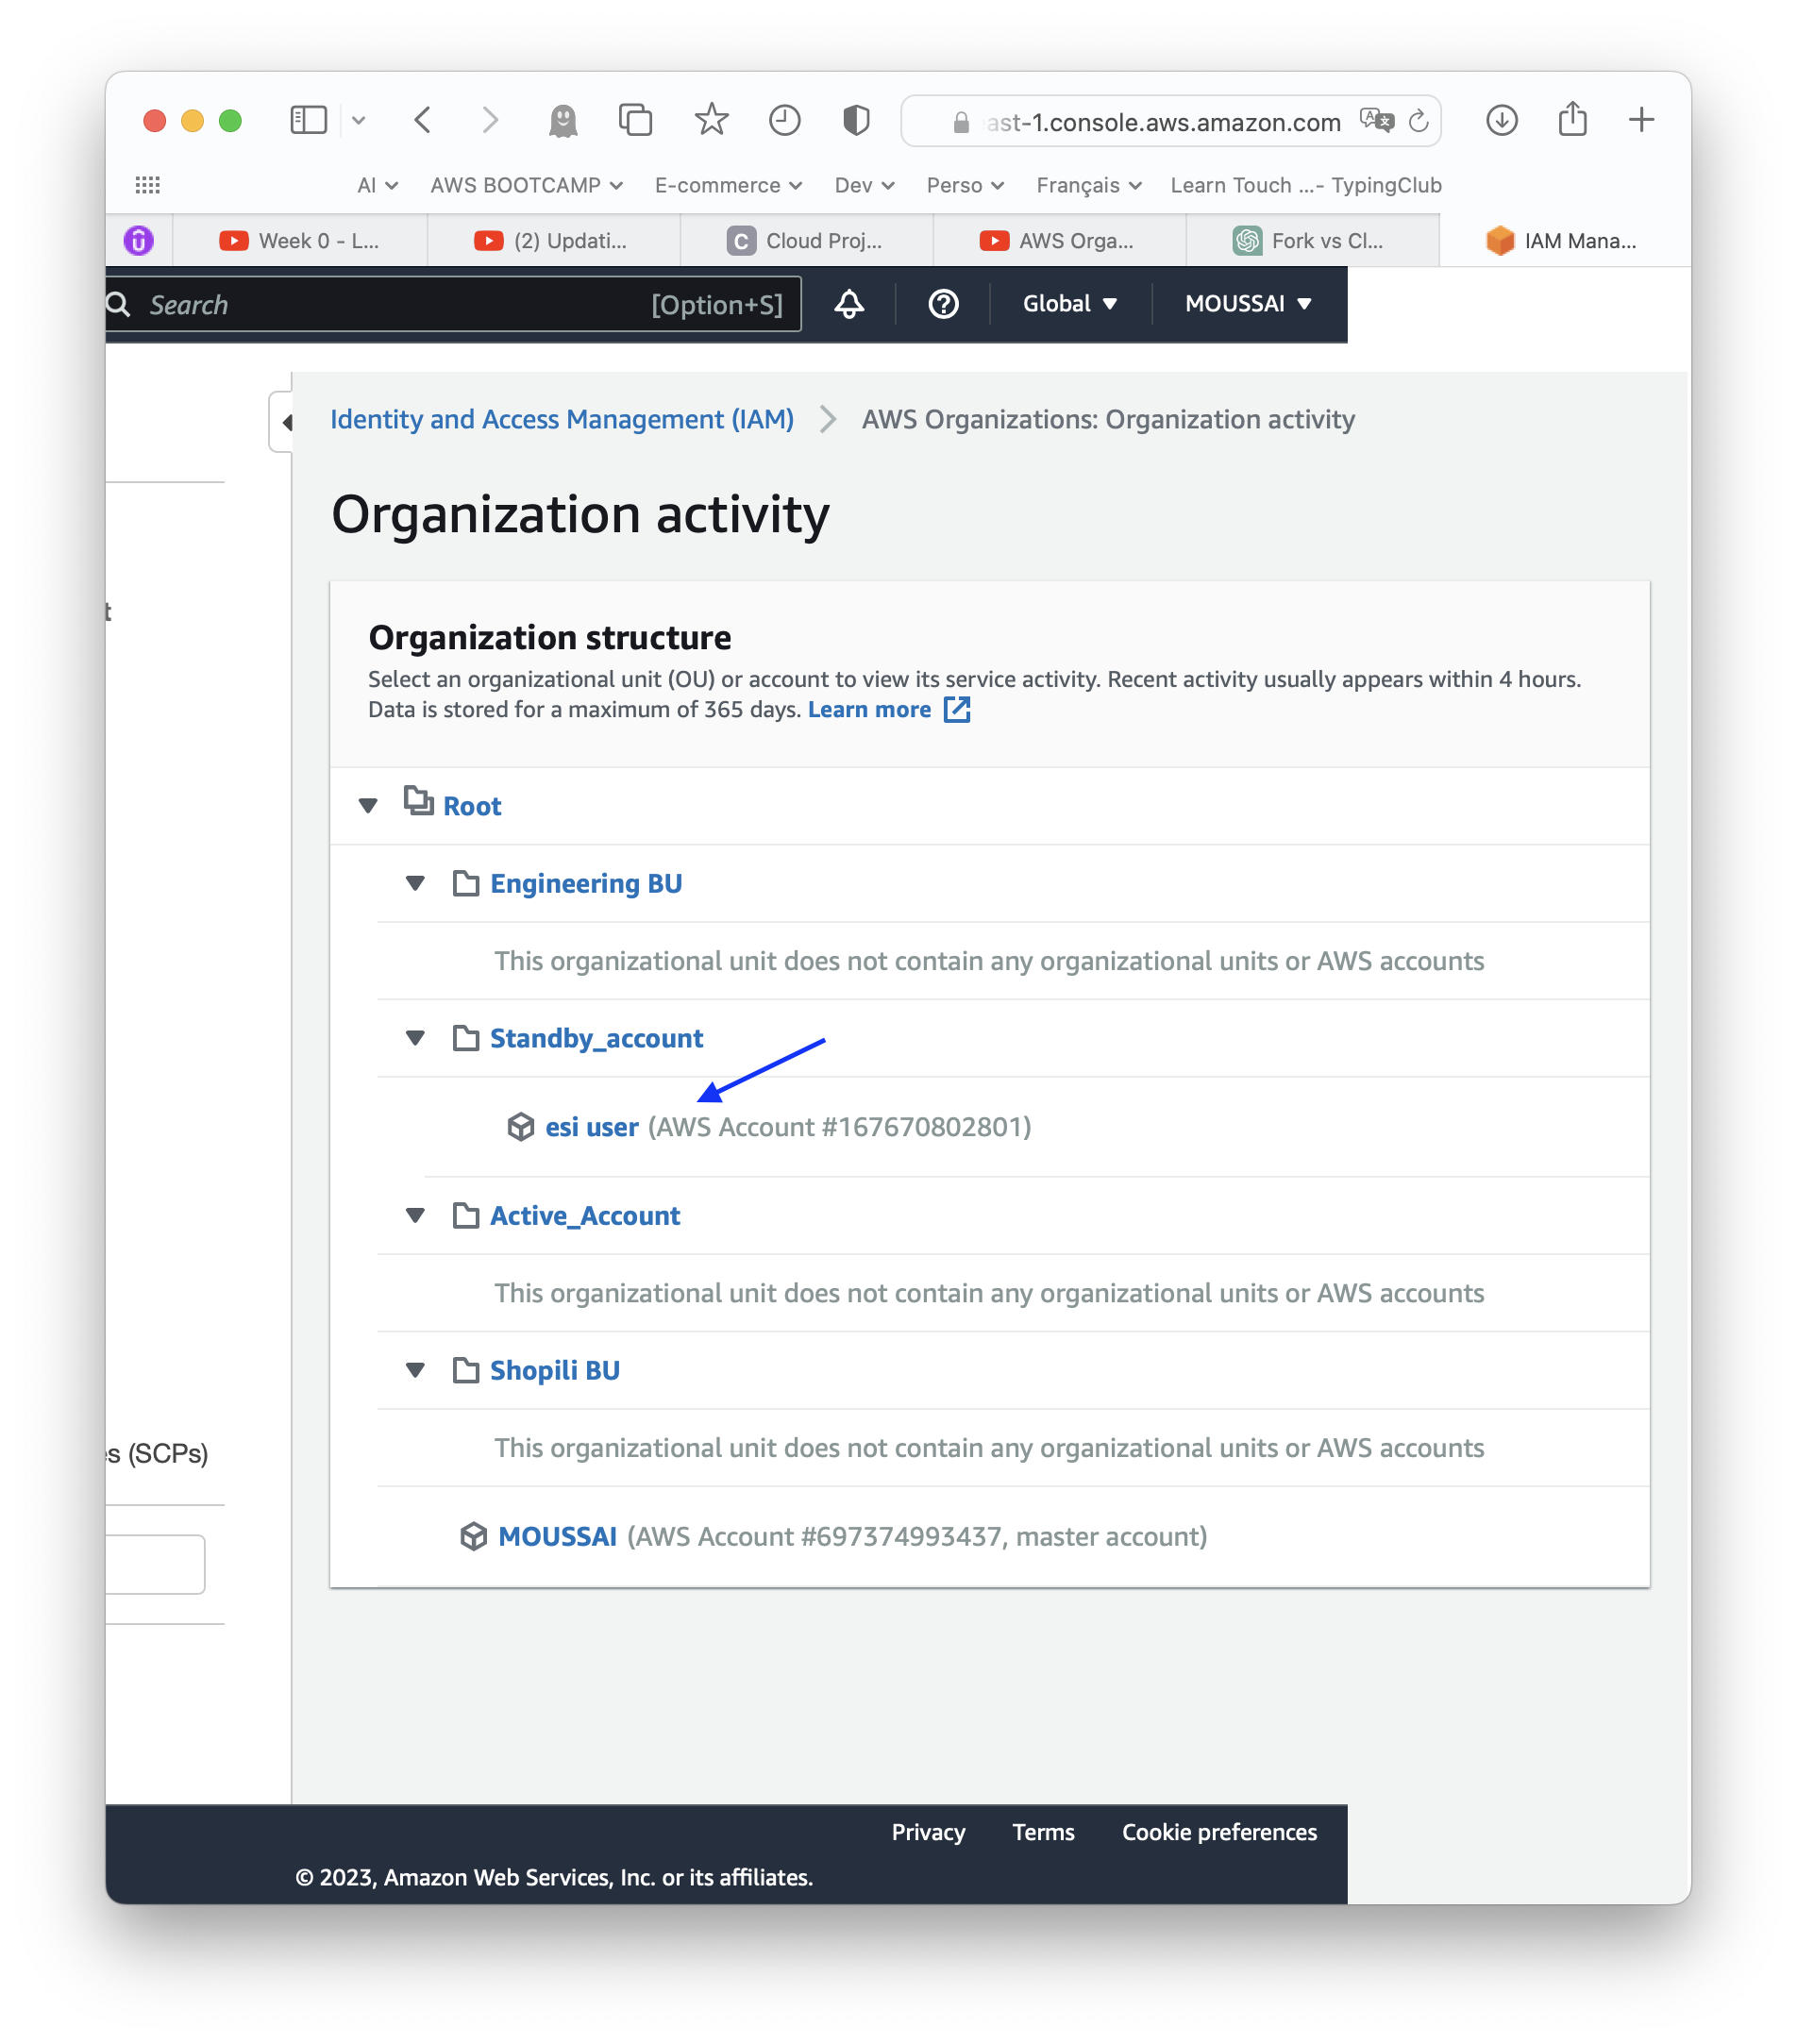 ast-1.console.aws.amazon.com
AI AWS BOOTCAMP E-commerce Dev Perso Français Learn Touch ...- TypingClub
Week 0 - L... (2) Updati... C Cloud Proj... AWS Orga... Fork vs Cl... IAM Mana...
Search [Option+S] Global MOUSSAI
Identity and Access Management (IAM) AWS Organizations: Organization activity
Organization activity
t
Organization structure
Select an organizational unit (OU) or account to view its service activity. Recent activity usually appears within 4 hours.
Data is stored for a maximum of 365 days. Learn more
Root
Engineering BU
This organizational unit does not contain any organizational units or AWS accounts
Standby_account
esi user (AWS Account #167670802801)
Active_Account
This organizational unit does not contain any organizational units or AWS accounts
Shopili BU
This organizational unit does not contain any organizational units or AWS accounts
s (SCPs)
MOUSSAI (AWS Account #697374993437, master account)
Privacy Terms Cookie preferences
© 2023, Amazon Web Services, Inc. or its affiliates.